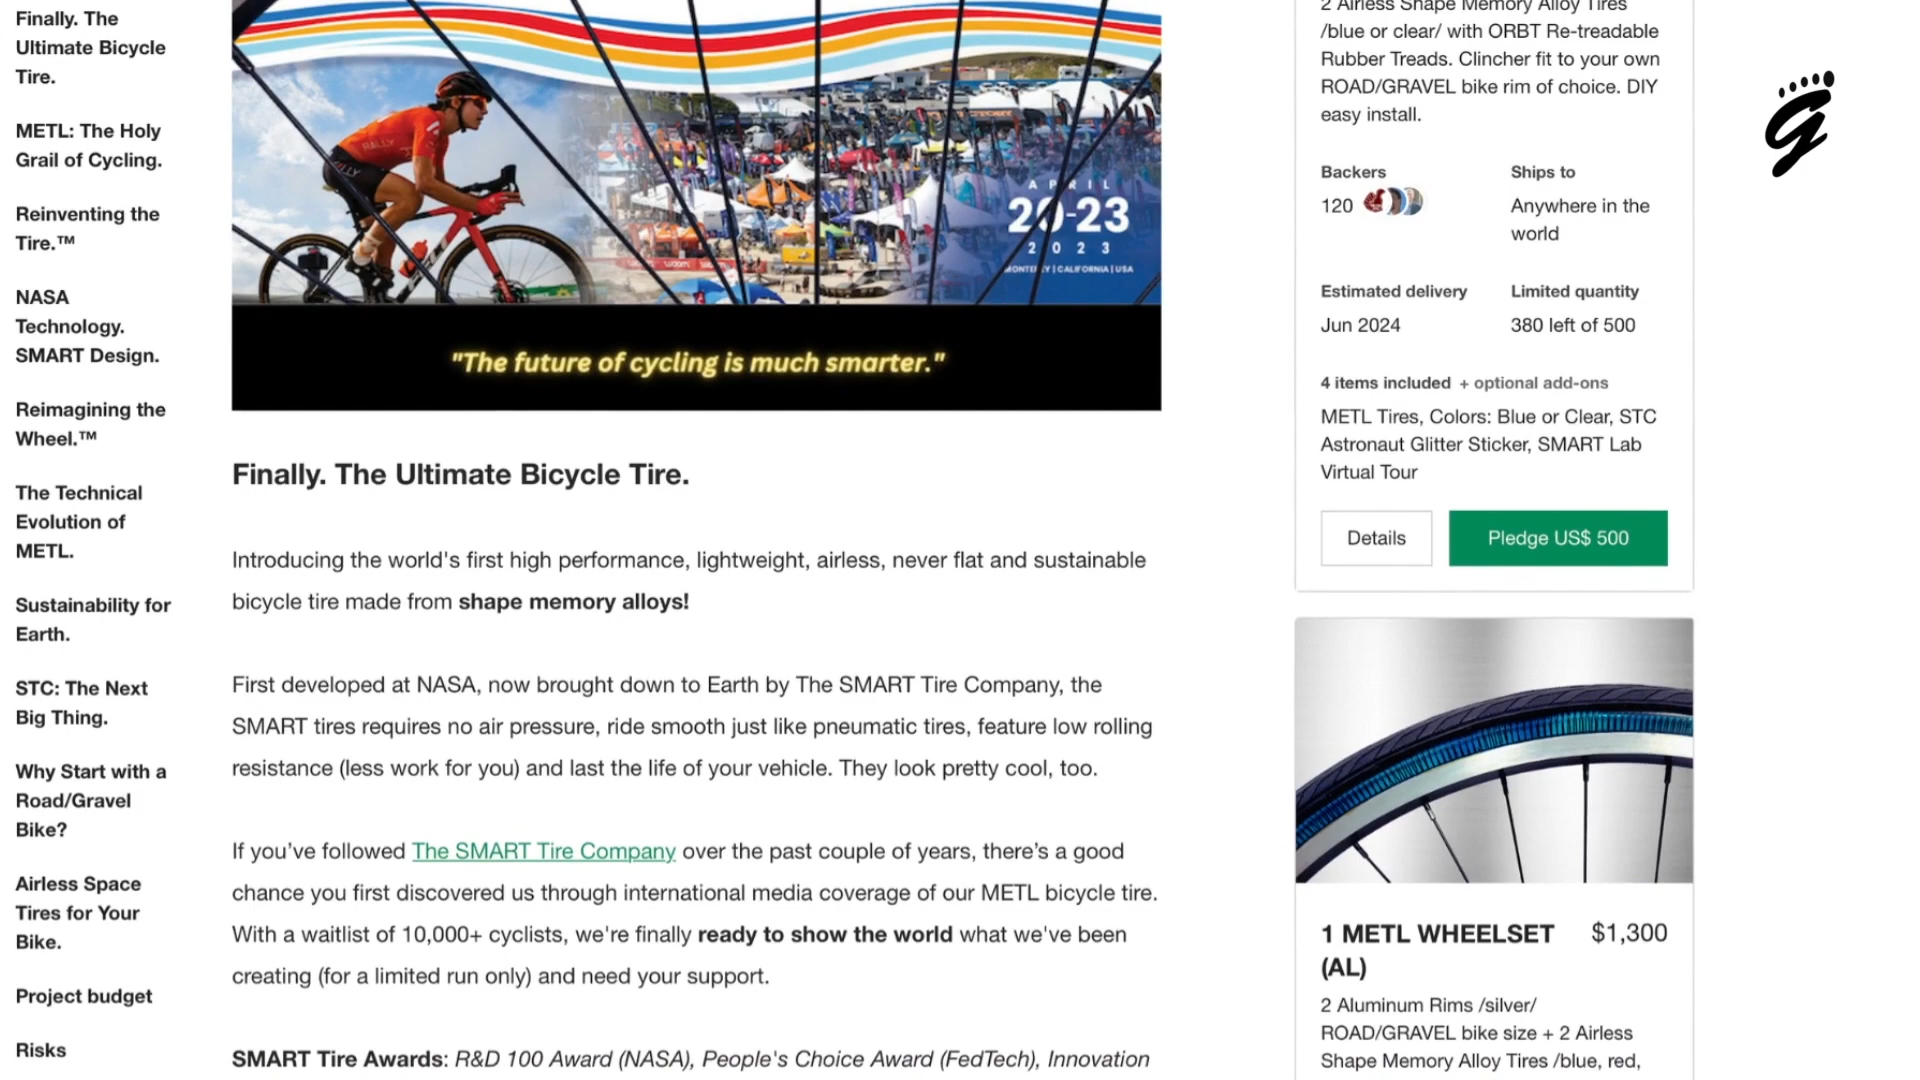 Finally. The
Ultimate Bicycle
Tire.
METL: The Holy
Grail of Cycling.
Reinventing the
Tire.™
NASA
Technology.
SMART Design.
Reimagining the
Wheel.™
The Technical
Evolution of
METL.
Sustainability for
Earth.
STC: The Next
Big Thing.
Why Start with a
Road/Gravel
Bike?
Airless Space
Tires for Your
Bike.
Project budget
Risks
RALLY
APRIL
20-23
2023
MONTEREY | CALIFORNIA | USA
"The future of cycling is much smarter."
Finally. The Ultimate Bicycle Tire.
Introducing the world's first high performance, lightweight, airless, never flat and sustainable
bicycle tire made from shape memory alloys!
First developed at NASA, now brought down to Earth by The SMART Tire Company, the
SMART tires requires no air pressure, ride smooth just like pneumatic tires, feature low rolling
resistance (less work for you) and last the life of your vehicle. They look pretty cool, too.
If you’ve followed The SMART Tire Company over the past couple of years, there’s a good
chance you first discovered us through international media coverage of our METL bicycle tire.
With a waitlist of 10,000+ cyclists, we're finally ready to show the world what we've been
creating (for a limited run only) and need your support.
SMART Tire Awards: R&D 100 Award (NASA), People's Choice Award (FedTech), Innovation
2 Airless Shape Memory Alloy Tires
/blue or clear/ with ORBT Re-treadable
Rubber Treads. Clincher fit to your own
ROAD/GRAVEL bike rim of choice. DIY
easy install.
Backers
120
Ships to
Anywhere in the
world
Estimated delivery
Jun 2024
Limited quantity
380 left of 500
4 items included + optional add-ons
METL Tires, Colors: Blue or Clear, STC
Astronaut Glitter Sticker, SMART Lab
Virtual Tour
Details
Pledge US$ 500
1 METL WHEELSET
(AL)
$1,300
2 Aluminum Rims /silver/
ROAD/GRAVEL bike size + 2 Airless
Shape Memory Alloy Tires /blue, red,